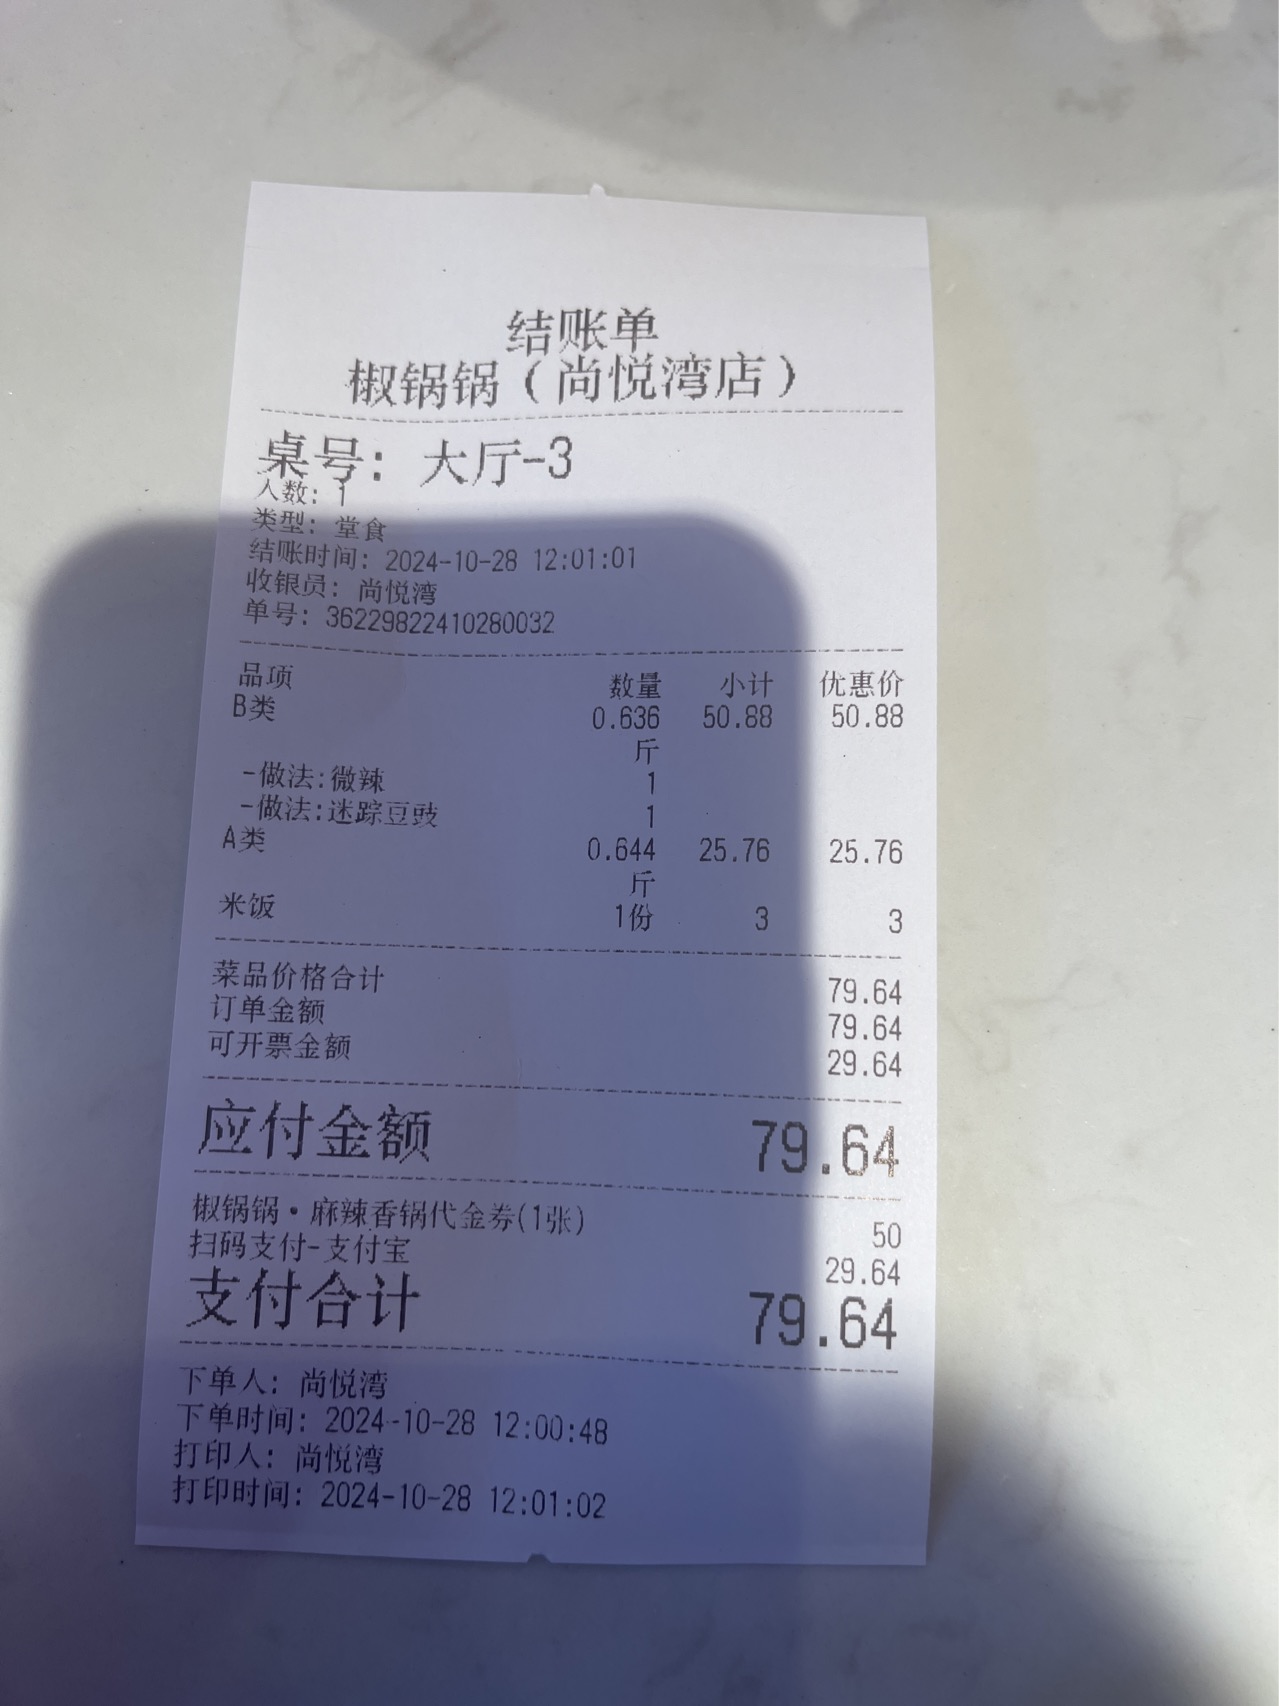 结账单
椒锅锅（尚悦湾店）
桌号：大厅-3
人数：1
类型：堂食
结账时间：2024-10-28 12:01:01
收银员：尚悦湾
单号：36229822410280032
品项 数量 小计 优惠价
B类 0.636 50.88 50.88
斤
-做法:微辣 1
-做法:迷踪豆豉 1
A类 0.644 25.76 25.76
斤
米饭 1份 3 3
菜品价格合计 79.64
订单金额 79.64
可开票金额 29.64
应付金额 79.64
椒锅锅·麻辣香锅代金券(1张) 50
扫码支付-支付宝 29.64
支付合计 79.64
下单人：尚悦湾
下单时间：2024-10-28 12:00:48
打印人：尚悦湾
打印时间：2024-10-28 12:01:02